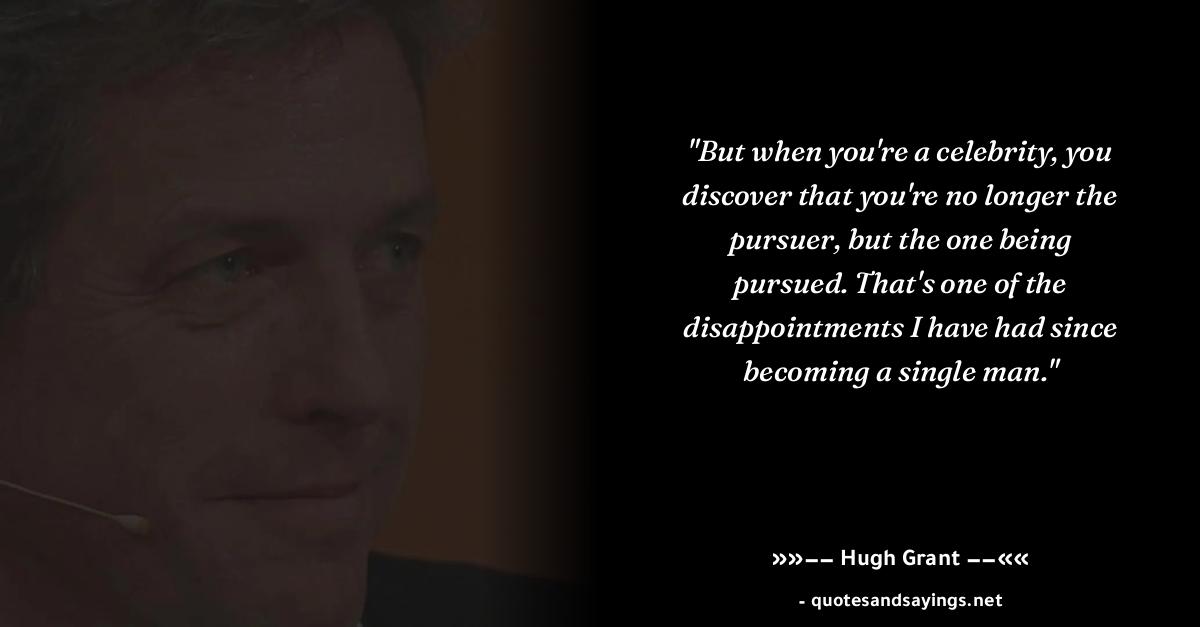 "But when you're a celebrity, you
discover that you're no longer the
pursuer, but the one being
pursued. That's one of the
disappointments I have had since
becoming a single man."
»»−− Hugh Grant −−««
- quotesandsayings.net